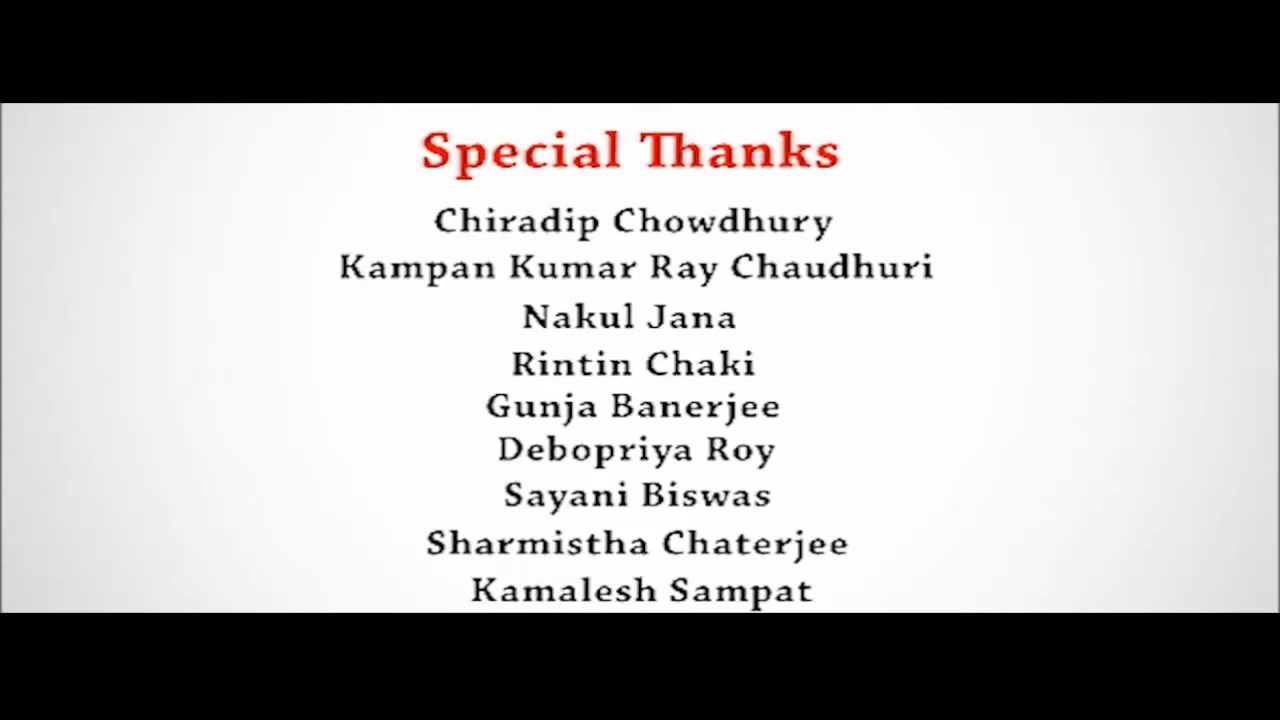 Special Thanks
Chiradip Chowdhury
Kampan Kumar Ray Chaudhuri
Nakul Jana
Rintin Chaki
Gunja Banerjee
Debopriya Roy
Sayani Biswas
Sharmistha Chaterjee
Kamalesh Sampat